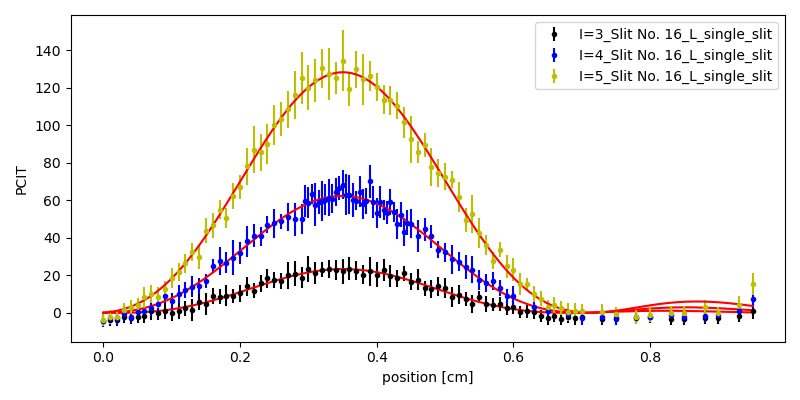 I=3_Slit No. 16_L_single_slit
I=4_Slit No. 16_L_single_slit
I=5_Slit No. 16_L_single_slit
140
120
100
80
60
40
20
0
PCIT
0.0 0.2 0.4 0.6 0.8
position [cm]